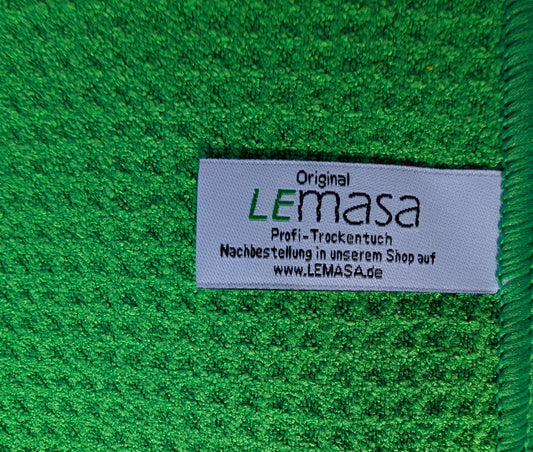 Original
LEmasa
Profi-Trockentuch
Nachbestellung in unserem Shop auf
www.LEMASA.de